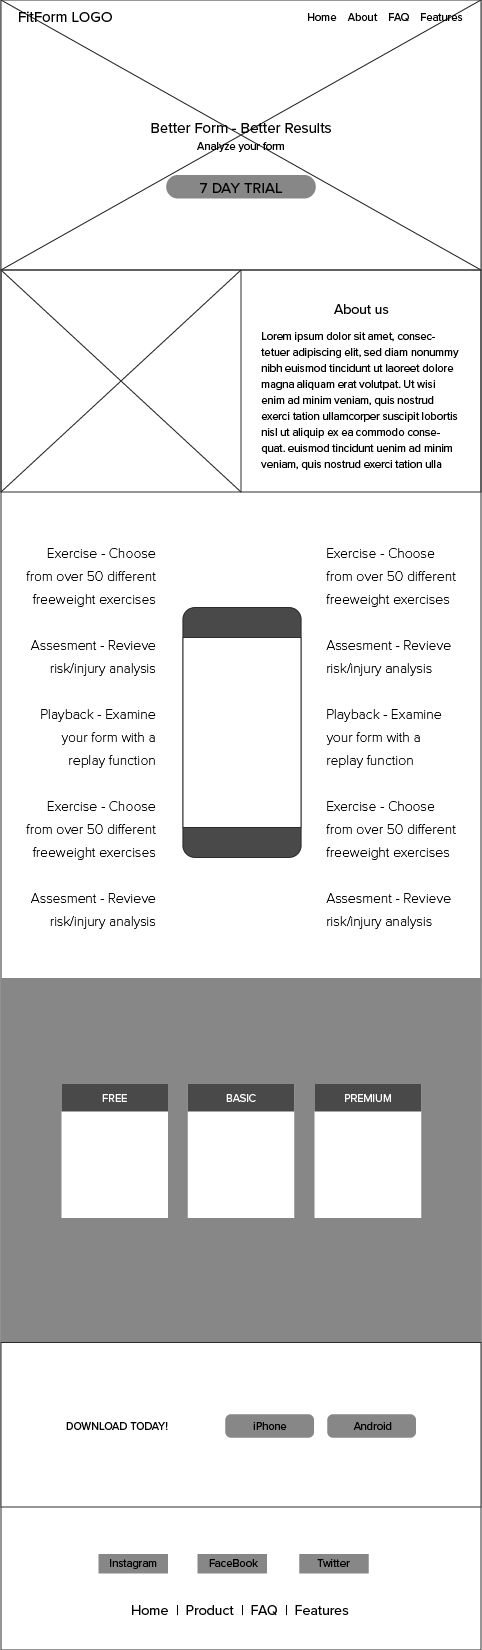 FitForm LOGO
Home About FAQ Features
Better Form - Better Results
Analyze your form
7 DAY TRIAL
About us
Lorem ipsum dolor sit amet, consec-
tetuer adipiscing elit, sed diam nonummy
nibh euismod tincidunt ut laoreet dolore
magna aliquam erat volutpat. Ut wisi
enim ad minim veniam, quis nostrud
exerci tation ullamcorper suscipit lobortis
nisl ut aliquip ex ea commodo conse-
quat. euismod tincidunt uenim ad minim
veniam, quis nostrud exerci tation ulla
Exercise - Choose
from over 50 different
freeweight exercises
Assesment - Revieve
risk/injury analysis
Playback - Examine
your form with a
replay function
Exercise - Choose
from over 50 different
freeweight exercises
Assesment - Revieve
risk/injury analysis
Exercise - Choose
from over 50 different
freeweight exercises
Assesment - Revieve
risk/injury analysis
Playback - Examine
your form with a
replay function
Exercise - Choose
from over 50 different
freeweight exercises
Assesment - Revieve
risk/injury analysis
FREE
BASIC
PREMIUM
DOWNLOAD TODAY!
iPhone
Android
Instagram
FaceBook
Twitter
Home | Product | FAQ | Features